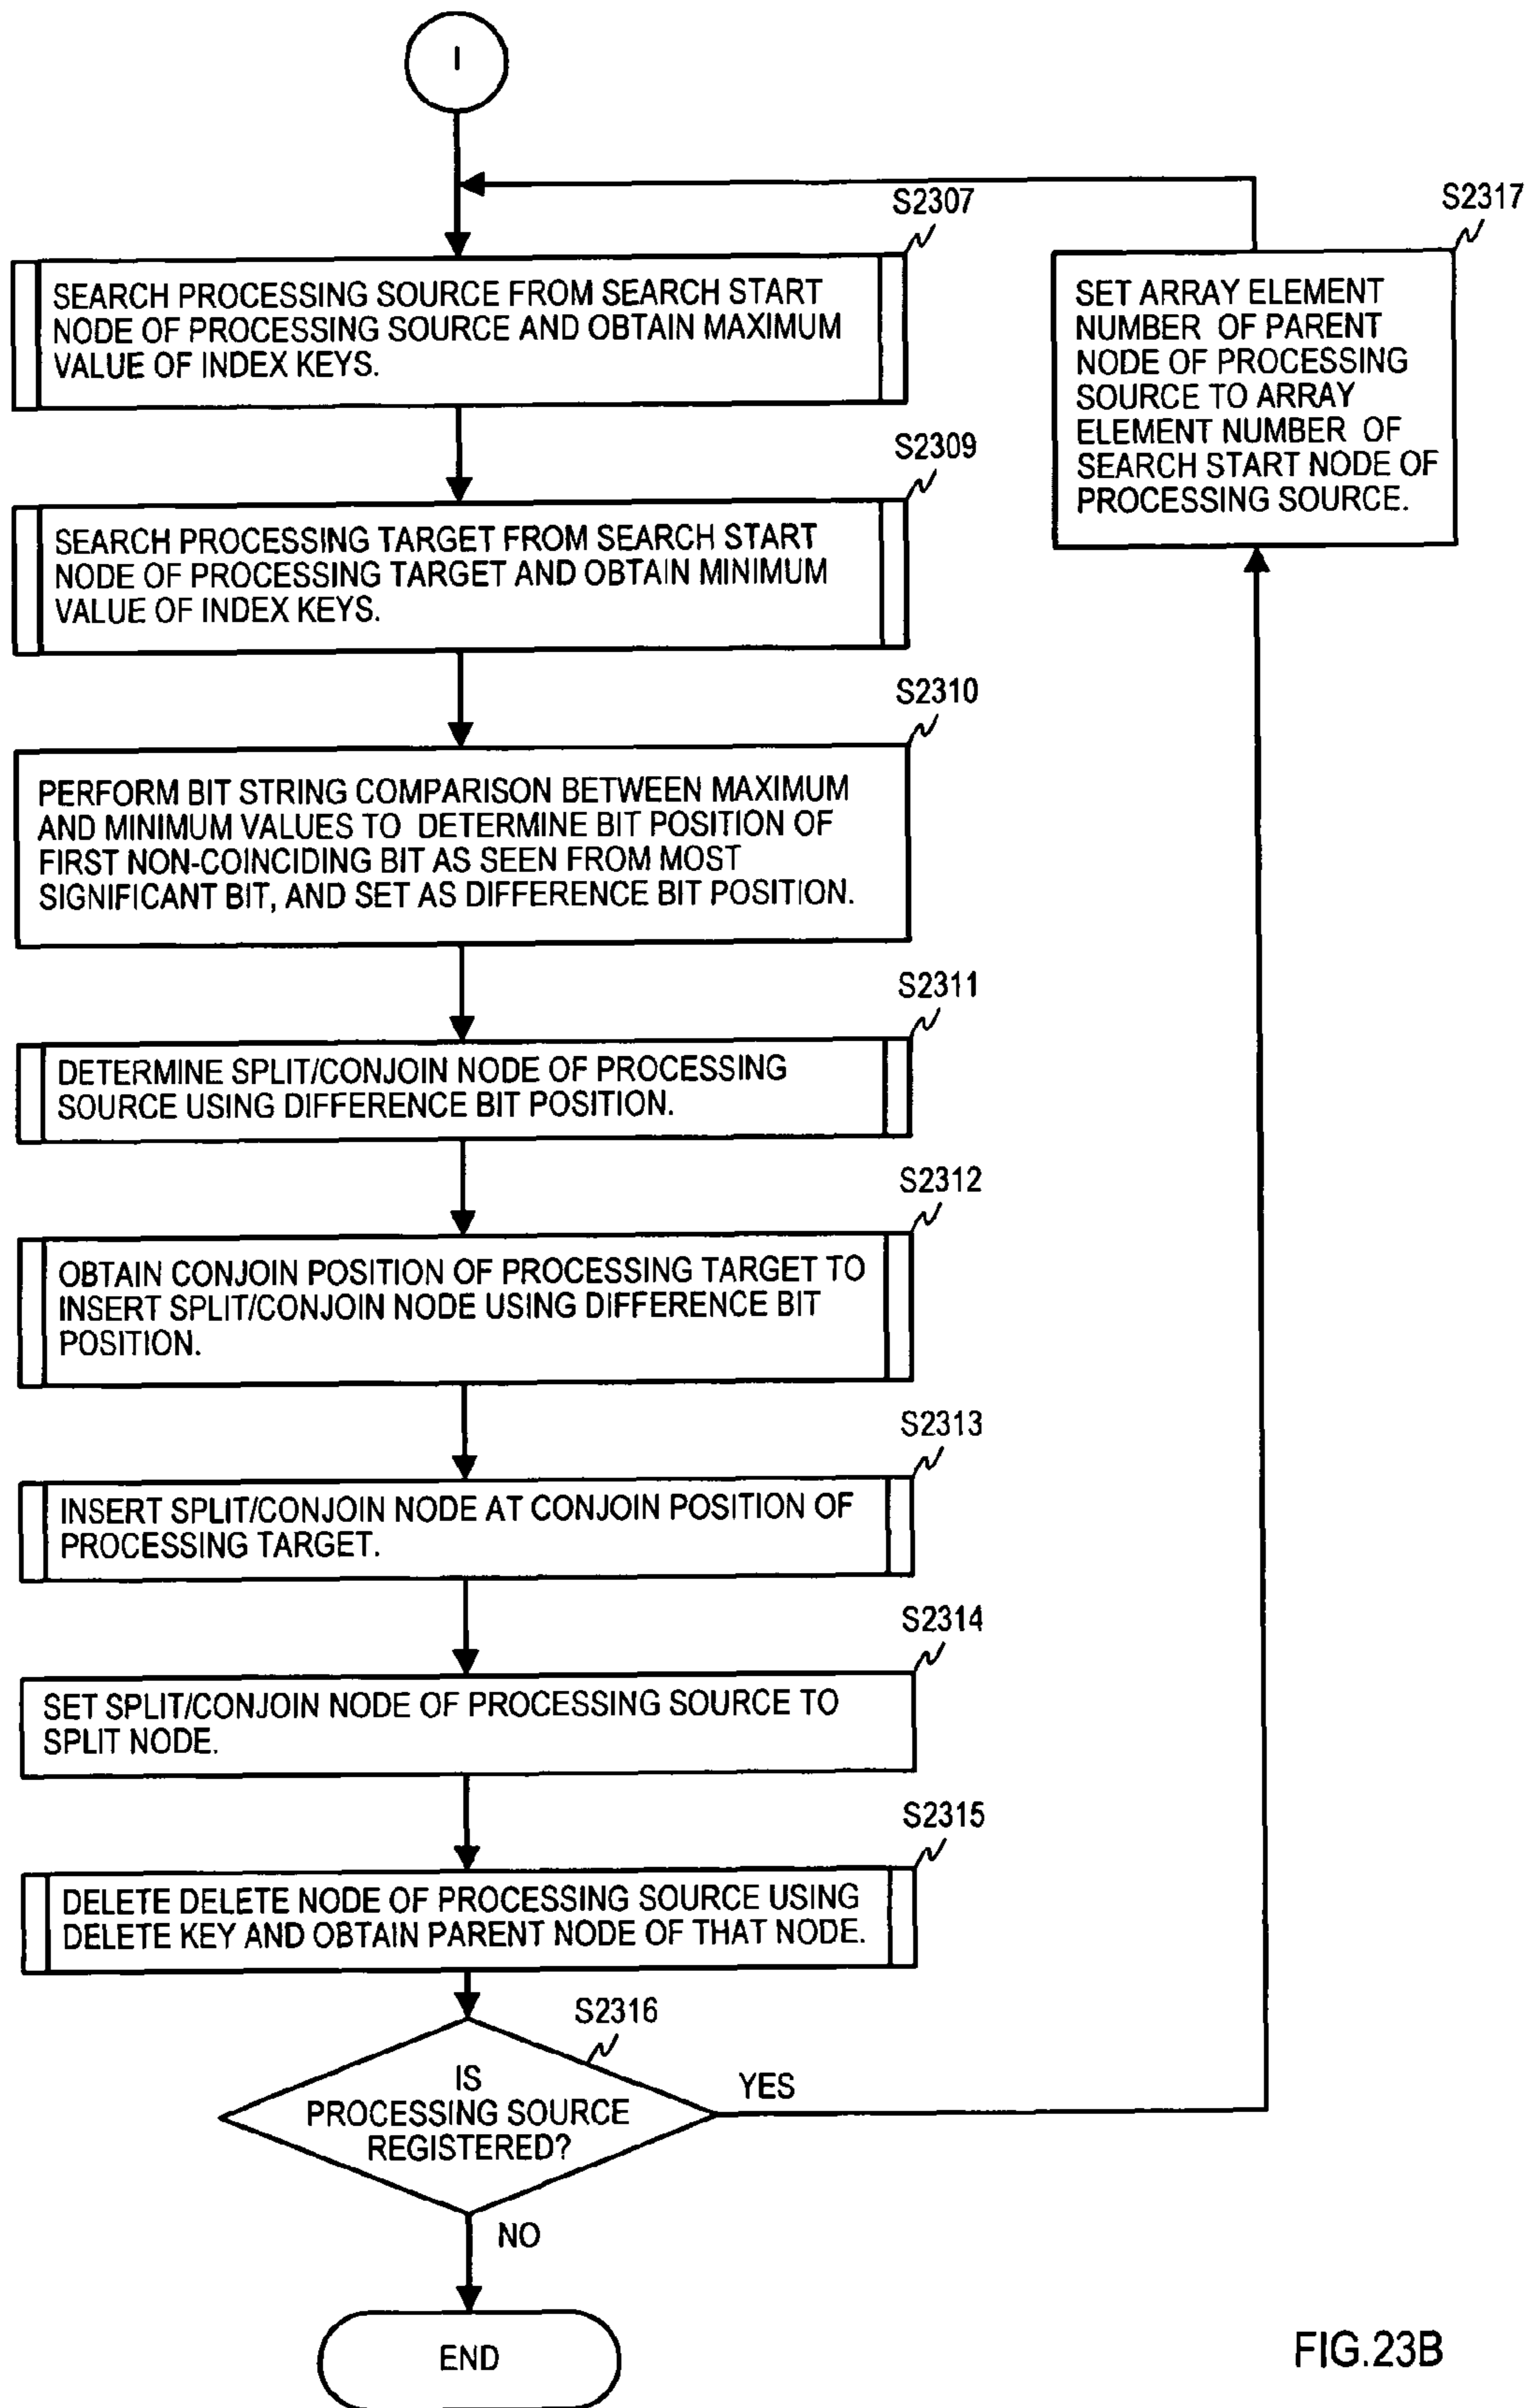 I
S2307
SEARCH PROCESSING SOURCE FROM SEARCH START
NODE OF PROCESSING SOURCE AND OBTAIN MAXIMUM
VALUE OF INDEX KEYS.
S2317
SET ARRAY ELEMENT
NUMBER OF PARENT
NODE OF PROCESSING
SOURCE TO ARRAY
ELEMENT NUMBER OF
SEARCH START NODE OF
PROCESSING SOURCE.
S2309
SEARCH PROCESSING TARGET FROM SEARCH START
NODE OF PROCESSING TARGET AND OBTAIN MINIMUM
VALUE OF INDEX KEYS.
S2310
PERFORM BIT STRING COMPARISON BETWEEN MAXIMUM
AND MINIMUM VALUES TO DETERMINE BIT POSITION OF
FIRST NON-COINCIDING BIT AS SEEN FROM MOST
SIGNIFICANT BIT, AND SET AS DIFFERENCE BIT POSITION.
S2311
DETERMINE SPLIT/CONJOIN NODE OF PROCESSING
SOURCE USING DIFFERENCE BIT POSITION.
S2312
OBTAIN CONJOIN POSITION OF PROCESSING TARGET TO
INSERT SPLIT/CONJOIN NODE USING DIFFERENCE BIT
POSITION.
S2313
INSERT SPLIT/CONJOIN NODE AT CONJOIN POSITION OF
PROCESSING TARGET.
S2314
SET SPLIT/CONJOIN NODE OF PROCESSING SOURCE TO
SPLIT NODE.
S2315
DELETE DELETE NODE OF PROCESSING SOURCE USING
DELETE KEY AND OBTAIN PARENT NODE OF THAT NODE.
S2316
IS
PROCESSING SOURCE
REGISTERED?
YES
NO
END
FIG.23B